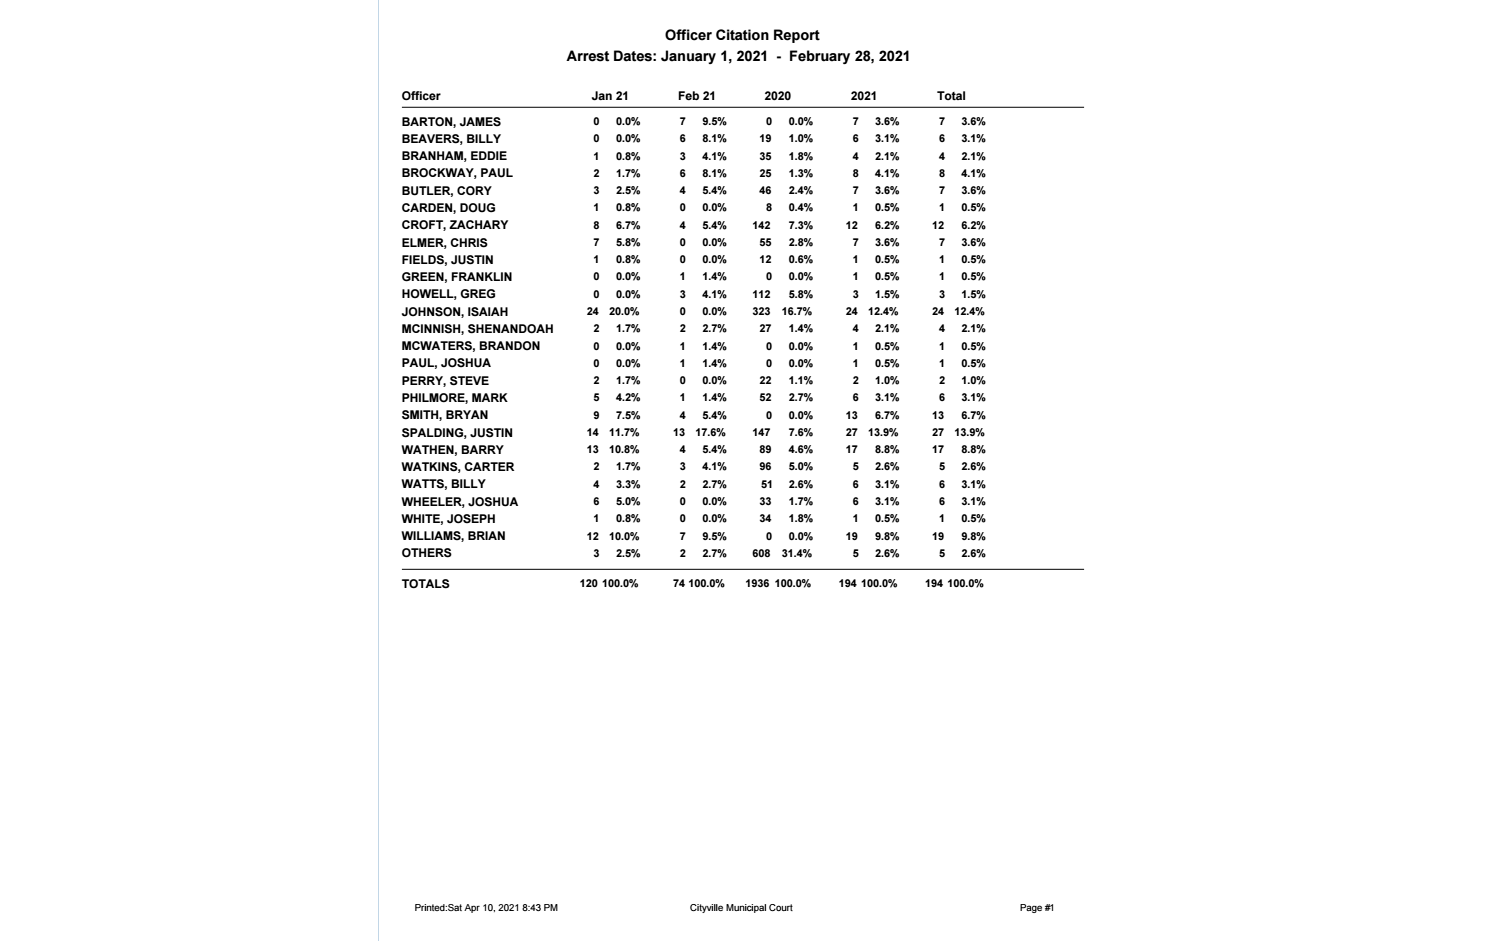 Officer Citation Report
Arrest Dates: January 1, 2021 - February 28, 2021
Officer Jan 21 Feb 21 2020 2021 Total
BARTON, JAMES 0 0.0% 7 9.5% 0 0.0% 7 3.6% 7 3.6%
BEAVERS, BILLY 0 0.0% 6 8.1% 19 1.0% 6 3.1% 6 3.1%
BRANHAM, EDDIE 1 0.8% 3 4.1% 35 1.8% 4 2.1% 4 2.1%
BROCKWAY, PAUL 2 1.7% 6 8.1% 25 1.3% 8 4.1% 8 4.1%
BUTLER, CORY 3 2.5% 4 5.4% 46 2.4% 7 3.6% 7 3.6%
CARDEN, DOUG 1 0.8% 0 0.0% 8 0.4% 1 0.5% 1 0.5%
CROFT, ZACHARY 8 6.7% 4 5.4% 142 7.3% 12 6.2% 12 6.2%
ELMER, CHRIS 7 5.8% 0 0.0% 55 2.8% 7 3.6% 7 3.6%
FIELDS, JUSTIN 1 0.8% 0 0.0% 12 0.6% 1 0.5% 1 0.5%
GREEN, FRANKLIN 0 0.0% 1 1.4% 0 0.0% 1 0.5% 1 0.5%
HOWELL, GREG 0 0.0% 3 4.1% 112 5.8% 3 1.5% 3 1.5%
JOHNSON, ISAIAH 24 20.0% 0 0.0% 323 16.7% 24 12.4% 24 12.4%
MCINNISH, SHENANDOAH 2 1.7% 2 2.7% 27 1.4% 4 2.1% 4 2.1%
MCWATERS, BRANDON 0 0.0% 1 1.4% 0 0.0% 1 0.5% 1 0.5%
PAUL, JOSHUA 0 0.0% 1 1.4% 0 0.0% 1 0.5% 1 0.5%
PERRY, STEVE 2 1.7% 0 0.0% 22 1.1% 2 1.0% 2 1.0%
PHILMORE, MARK 5 4.2% 1 1.4% 52 2.7% 6 3.1% 6 3.1%
SMITH, BRYAN 9 7.5% 4 5.4% 0 0.0% 13 6.7% 13 6.7%
SPALDING, JUSTIN 14 11.7% 13 17.6% 147 7.6% 27 13.9% 27 13.9%
WATHEN, BARRY 13 10.8% 4 5.4% 89 4.6% 17 8.8% 17 8.8%
WATKINS, CARTER 2 1.7% 3 4.1% 96 5.0% 5 2.6% 5 2.6%
WATTS, BILLY 4 3.3% 2 2.7% 51 2.6% 6 3.1% 6 3.1%
WHEELER, JOSHUA 6 5.0% 0 0.0% 33 1.7% 6 3.1% 6 3.1%
WHITE, JOSEPH 1 0.8% 0 0.0% 34 1.8% 1 0.5% 1 0.5%
WILLIAMS, BRIAN 12 10.0% 7 9.5% 0 0.0% 19 9.8% 19 9.8%
OTHERS 3 2.5% 2 2.7% 608 31.4% 5 2.6% 5 2.6%
TOTALS 120 100.0% 74 100.0% 1936 100.0% 194 100.0% 194 100.0%
Printed:Sat Apr 10, 2021 8:43 PM Cityville Municipal Court Page #1